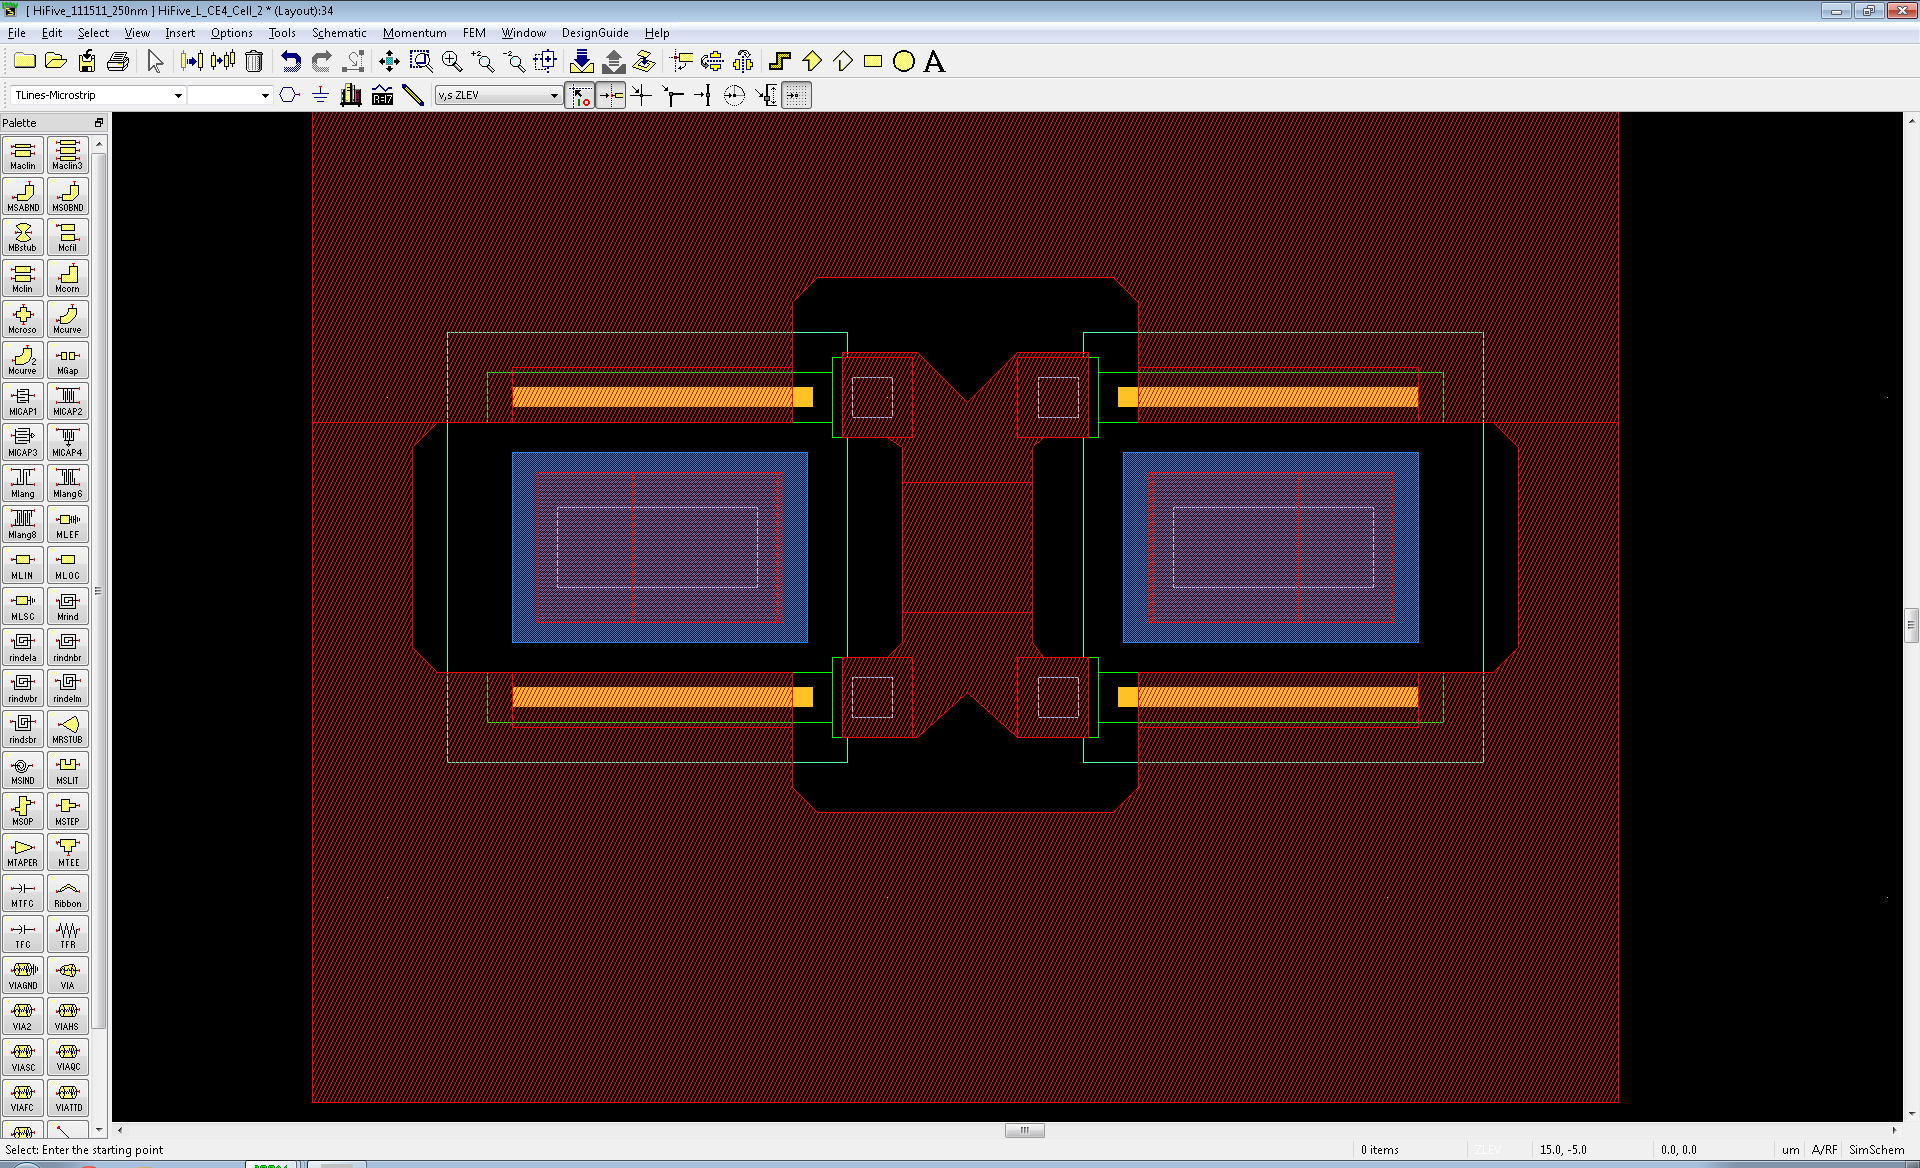 [ HiFive_111511_250nm ] HiFive_L_CE4_Cell_2 * (Layout):34
File Edit Select View Insert Options Tools Schematic Momentum FEM Window DesignGuide Help
+2 -2 A
TLines-Microstrip v,s ZLEV
Palette
Maclin Maclin3
MSABND MSOBND
MBstub Mcfil
Mclin Mcorn
Mcroso Mcurve
Mcurve MGap
MICAP1 MICAP2
MICAP3 MICAP4
Mlang Mlang6
Mlang8 MLEF
MLIN MLOC
MLSC Mrind
rindela rindnbr
rindwbr rindelm
rindsbr MRSTUB
MSIND MSLIT
MSOP MSTEP
MTAPER MTEE
MTFC Ribbon
TFC TFR
VIAGND VIA
VIA2 VIAHS
VIASC VIAQC
VIAFC VIATTD
Select: Enter the starting point 0 items ZLEV 15.0, -5.0 0.0, 0.0 um A/RF SimSchem